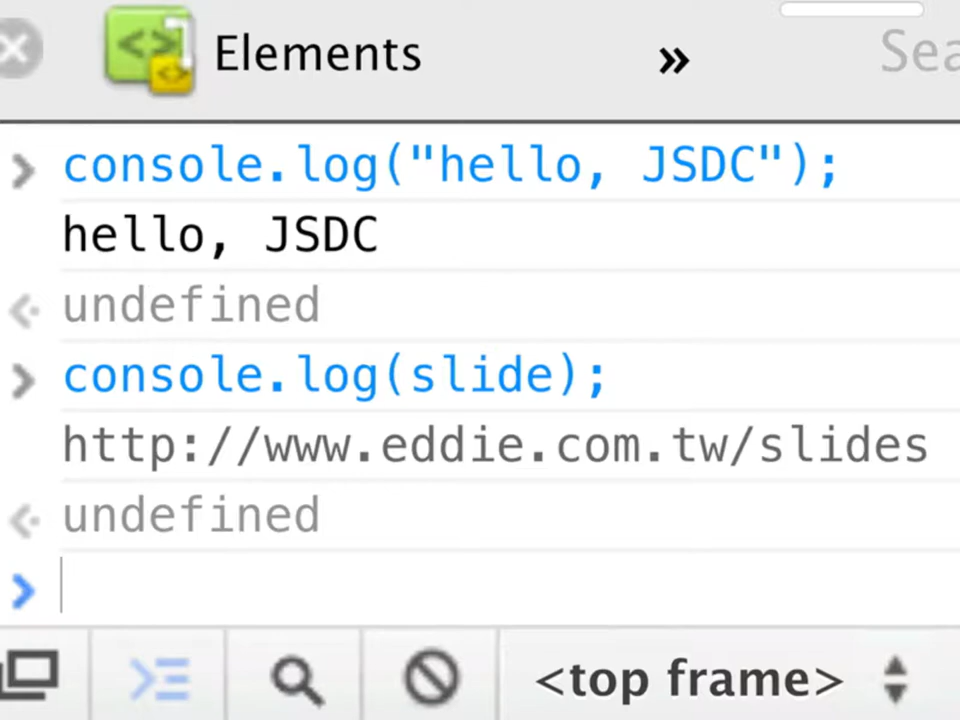 Elements » Sea
console.log("hello, JSDC");
hello, JSDC
undefined
console.log(slide);
http://www.eddie.com.tw/slides
undefined
<top frame>